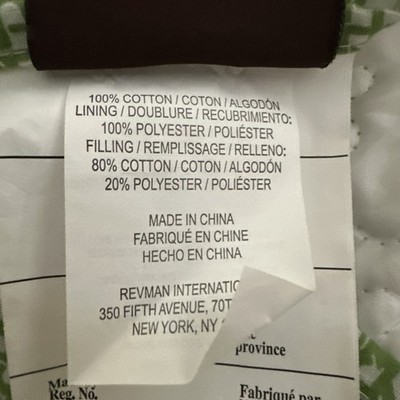 100% COTTON / COTON / ALGODÓN
LINING / DOUBLURE / RECUBRIMIENTO:
100% POLYESTER / POLIÉSTER
FILLING / REMPLISSAGE / RELLENO:
80% COTTON / COTON / ALGODÓN
20% POLYESTER / POLIÉSTER
MADE IN CHINA
FABRIQUÉ EN CHINE
HECHO EN CHINA
REVMAN
350 FIFTH AVENUE,
NEW YORK, NY
province
Reg. No.
Fabriqué par